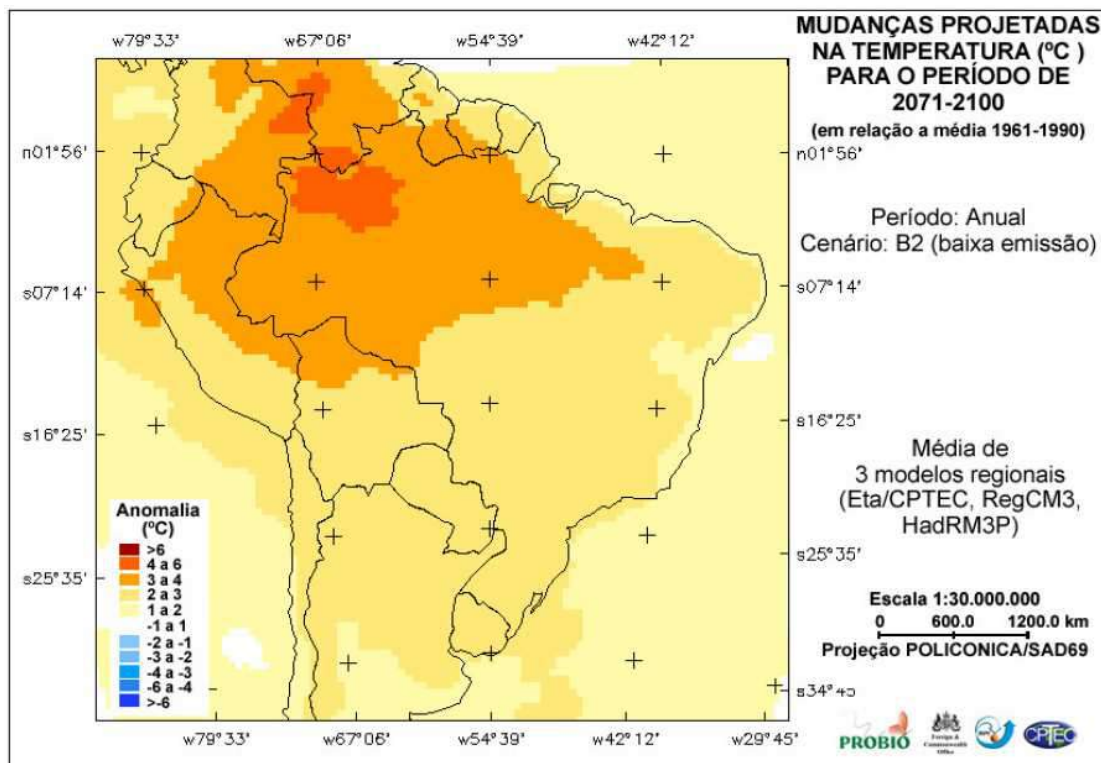 MUDANÇAS PROJETADAS
NA TEMPERATURA (ºC )
PARA O PERÍODO DE
2071-2100
(em relação a média 1961-1990)
Período: Anual
Cenário: B2 (baixa emissão)
Média de
3 modelos regionais
(Eta/CPTEC, RegCM3,
HadRM3P)
Escala 1:30.000.000
0 600.0 1200.0 km
Projeção POLICONICA/SAD69
PROBIO
Foreign &
Commonwealth
Office
CPTEC
w79°33' w67°06' w54°39' w42°12'
n01°56' n01°56'
s07°14' s07°14'
s16°25' s16°25'
s25°35' s25°35'
s34°45
w79°33' w67°06' w54°39' w42°12' w29°45'
Anomalia
(ºC)
>6
4 a 6
3 a 4
2 a 3
1 a 2
-1 a 1
-2 a -1
-3 a -2
-4 a -3
-6 a -4
>-6